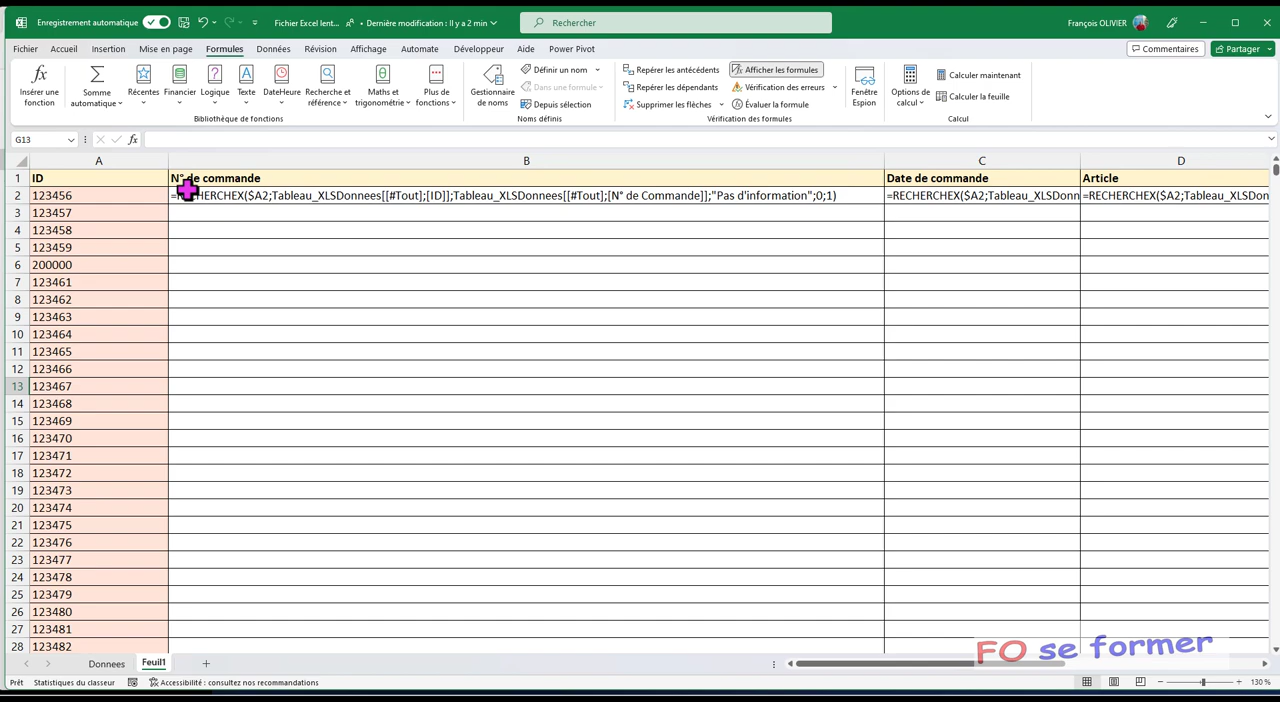 Enregistrement automatique
Fichier Excel lent... • Dernière modification : Il y a 2 min
Rechercher
François OLIVIER
Fichier Accueil Insertion Mise en page Formules Données Révision Affichage Automate Développeur Aide Power Pivot
Commentaires Partager
Insérer une fonction
Somme automatique
Récentes
Financier
Logique
Texte
DateHeure
Recherche et référence
Maths et trigonométrie
Plus de fonctions
Bibliothèque de fonctions
Gestionnaire de noms
Définir un nom
Dans une formule
Depuis sélection
Noms définis
Repérer les antécédents
Repérer les dépendants
Supprimer les flèches
Afficher les formules
Vérification des erreurs
Évaluer la formule
Vérification des formules
Fenêtre Espion
Options de calcul
Calculer maintenant
Calculer la feuille
Calcul
G13 fx
A B C D
1 ID N° de commande Date de commande Article
2 123456 =RECHERCHEX($A2;Tableau_XLSDonnees[[#Tout];[ID]];Tableau_XLSDonnees[[#Tout];[N° de Commande]];"Pas d'information";0;1) =RECHERCHEX($A2;Tableau_XLSDonn =RECHERCHEX($A2;Tableau_XLSDon
3 123457
4 123458
5 123459
6 200000
7 123461
8 123462
9 123463
10 123464
11 123465
12 123466
13 123467
14 123468
15 123469
16 123470
17 123471
18 123472
19 123473
20 123474
21 123475
22 123476
23 123477
24 123478
25 123479
26 123480
27 123481
28 123482
FO se former
Donnees Feuil1
Prêt Statistiques du classeur Accessibilité : consultez nos recommandations 130 %